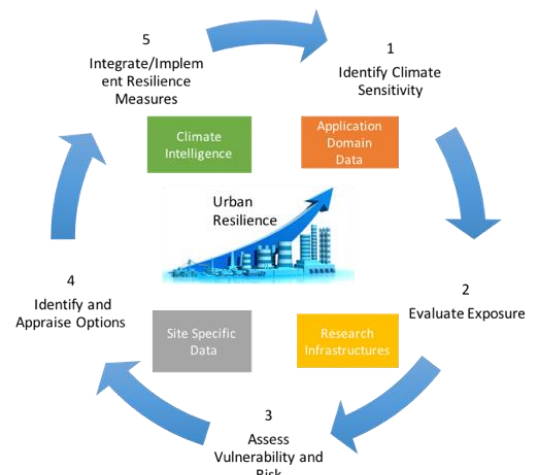 5
Integrate/Implem
ent Resilience
Measures
1
Identify Climate
Sensitivity
Climate
Intelligence
Application
Domain
Data
Urban
Resilience
4
Identify and
Appraise Options
2
Evaluate Exposure
Site Specific
Data
Research
Infrastructures
3
Assess
Vulnerability and
Risk